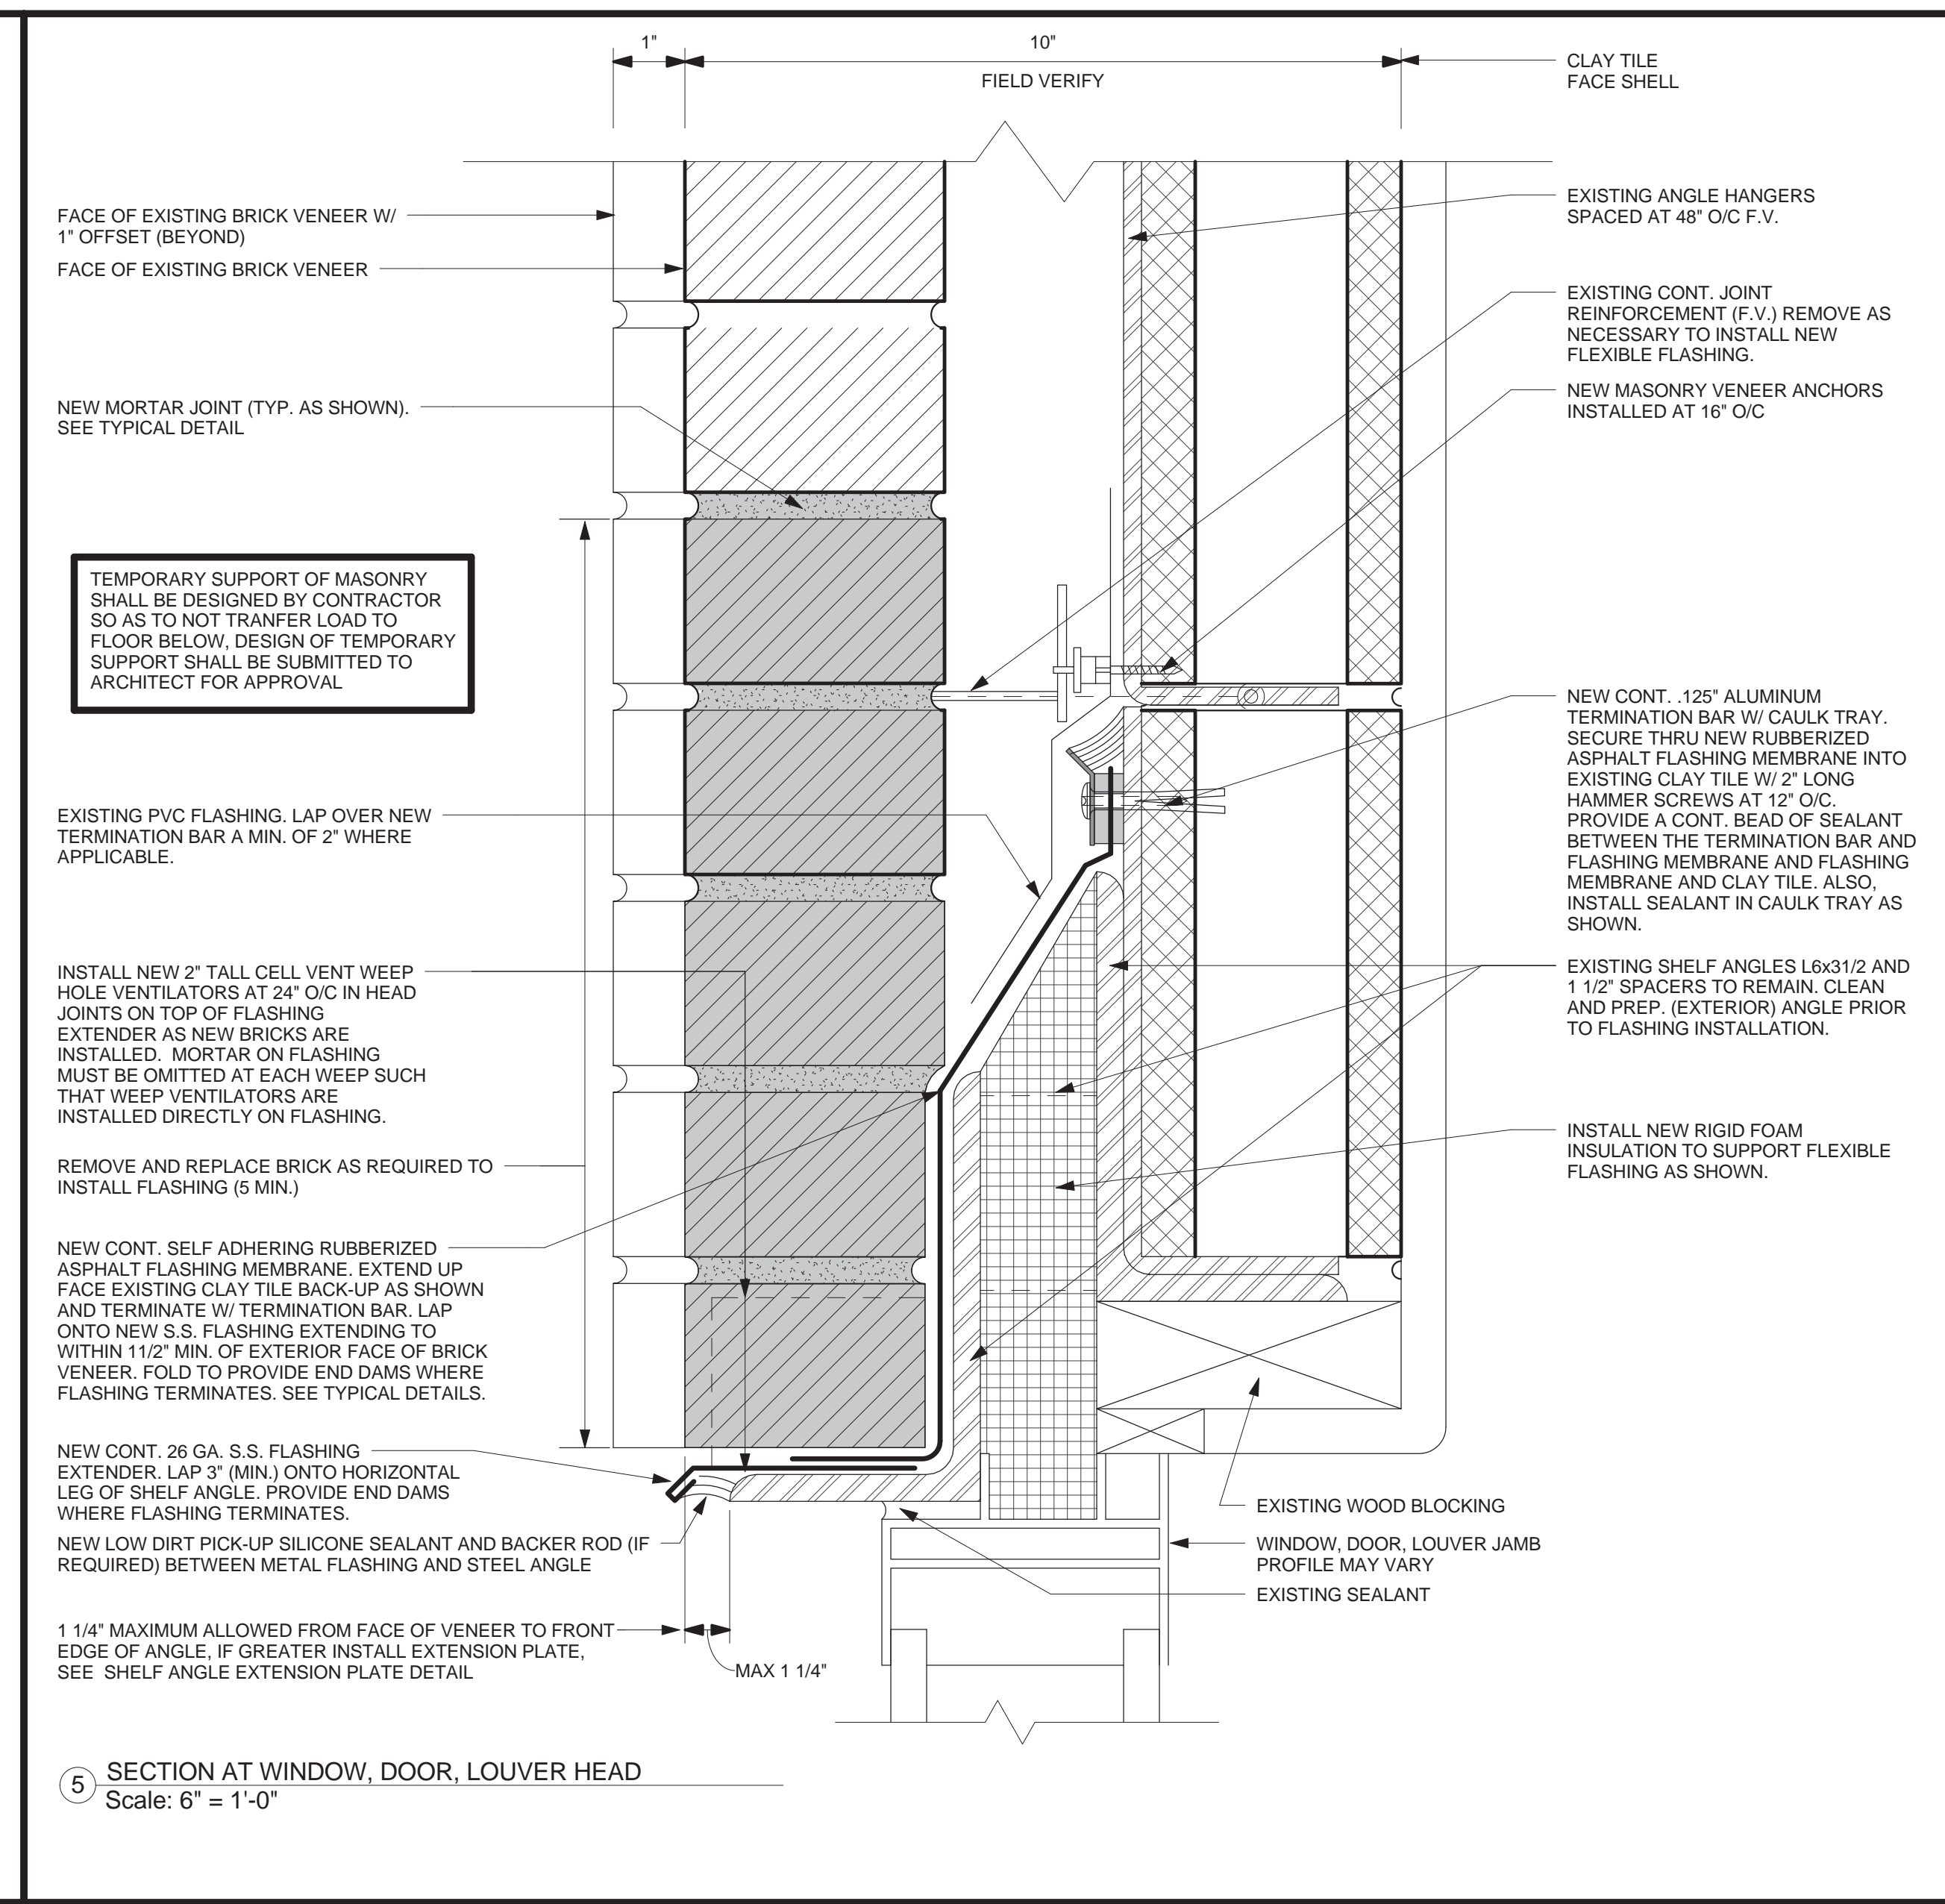 1"
10"
FIELD VERIFY
CLAY TILE
FACE SHELL
FACE OF EXISTING BRICK VENEER W/
1" OFFSET (BEYOND)
FACE OF EXISTING BRICK VENEER
NEW MORTAR JOINT (TYP. AS SHOWN).
SEE TYPICAL DETAIL
TEMPORARY SUPPORT OF MASONRY
SHALL BE DESIGNED BY CONTRACTOR
SO AS TO NOT TRANFER LOAD TO
FLOOR BELOW, DESIGN OF TEMPORARY
SUPPORT SHALL BE SUBMITTED TO
ARCHITECT FOR APPROVAL
EXISTING PVC FLASHING. LAP OVER NEW
TERMINATION BAR A MIN. OF 2" WHERE
APPLICABLE.
INSTALL NEW 2" TALL CELL VENT WEEP
HOLE VENTILATORS AT 24" O/C IN HEAD
JOINTS ON TOP OF FLASHING
EXTENDER AS NEW BRICKS ARE
INSTALLED.  MORTAR ON FLASHING
MUST BE OMITTED AT EACH WEEP SUCH
THAT WEEP VENTILATORS ARE
INSTALLED DIRECTLY ON FLASHING.
REMOVE AND REPLACE BRICK AS REQUIRED TO
INSTALL FLASHING (5 MIN.)
NEW CONT. SELF ADHERING RUBBERIZED
ASPHALT FLASHING MEMBRANE. EXTEND UP
FACE EXISTING CLAY TILE BACK-UP AS SHOWN
AND TERMINATE W/ TERMINATION BAR. LAP
ONTO NEW S.S. FLASHING EXTENDING TO
WITHIN 11/2" MIN. OF EXTERIOR FACE OF BRICK
VENEER. FOLD TO PROVIDE END DAMS WHERE
FLASHING TERMINATES. SEE TYPICAL DETAILS.
NEW CONT. 26 GA. S.S. FLASHING
EXTENDER. LAP 3" (MIN.) ONTO HORIZONTAL
LEG OF SHELF ANGLE. PROVIDE END DAMS
WHERE FLASHING TERMINATES.
NEW LOW DIRT PICK-UP SILICONE SEALANT AND BACKER ROD (IF
REQUIRED) BETWEEN METAL FLASHING AND STEEL ANGLE
1 1/4" MAXIMUM ALLOWED FROM FACE OF VENEER TO FRONT
EDGE OF ANGLE, IF GREATER INSTALL EXTENSION PLATE,
SEE  SHELF ANGLE EXTENSION PLATE DETAIL
MAX 1 1/4"
EXISTING ANGLE HANGERS
SPACED AT 48" O/C F.V.
EXISTING CONT. JOINT
REINFORCEMENT (F.V.) REMOVE AS
NECESSARY TO INSTALL NEW
FLEXIBLE FLASHING.
NEW MASONRY VENEER ANCHORS
INSTALLED AT 16" O/C
NEW CONT. .125" ALUMINUM
TERMINATION BAR W/ CAULK TRAY.
SECURE THRU NEW RUBBERIZED
ASPHALT FLASHING MEMBRANE INTO
EXISTING CLAY TILE W/ 2" LONG
HAMMER SCREWS AT 12" O/C.
PROVIDE A CONT. BEAD OF SEALANT
BETWEEN THE TERMINATION BAR AND
FLASHING MEMBRANE AND FLASHING
MEMBRANE AND CLAY TILE. ALSO,
INSTALL SEALANT IN CAULK TRAY AS
SHOWN.
EXISTING SHELF ANGLES L6x31/2 AND
1 1/2" SPACERS TO REMAIN. CLEAN
AND PREP. (EXTERIOR) ANGLE PRIOR
TO FLASHING INSTALLATION.
INSTALL NEW RIGID FOAM
INSULATION TO SUPPORT FLEXIBLE
FLASHING AS SHOWN.
EXISTING WOOD BLOCKING
WINDOW, DOOR, LOUVER JAMB
PROFILE MAY VARY
EXISTING SEALANT
5 SECTION AT WINDOW, DOOR, LOUVER HEAD
Scale: 6" = 1'-0"